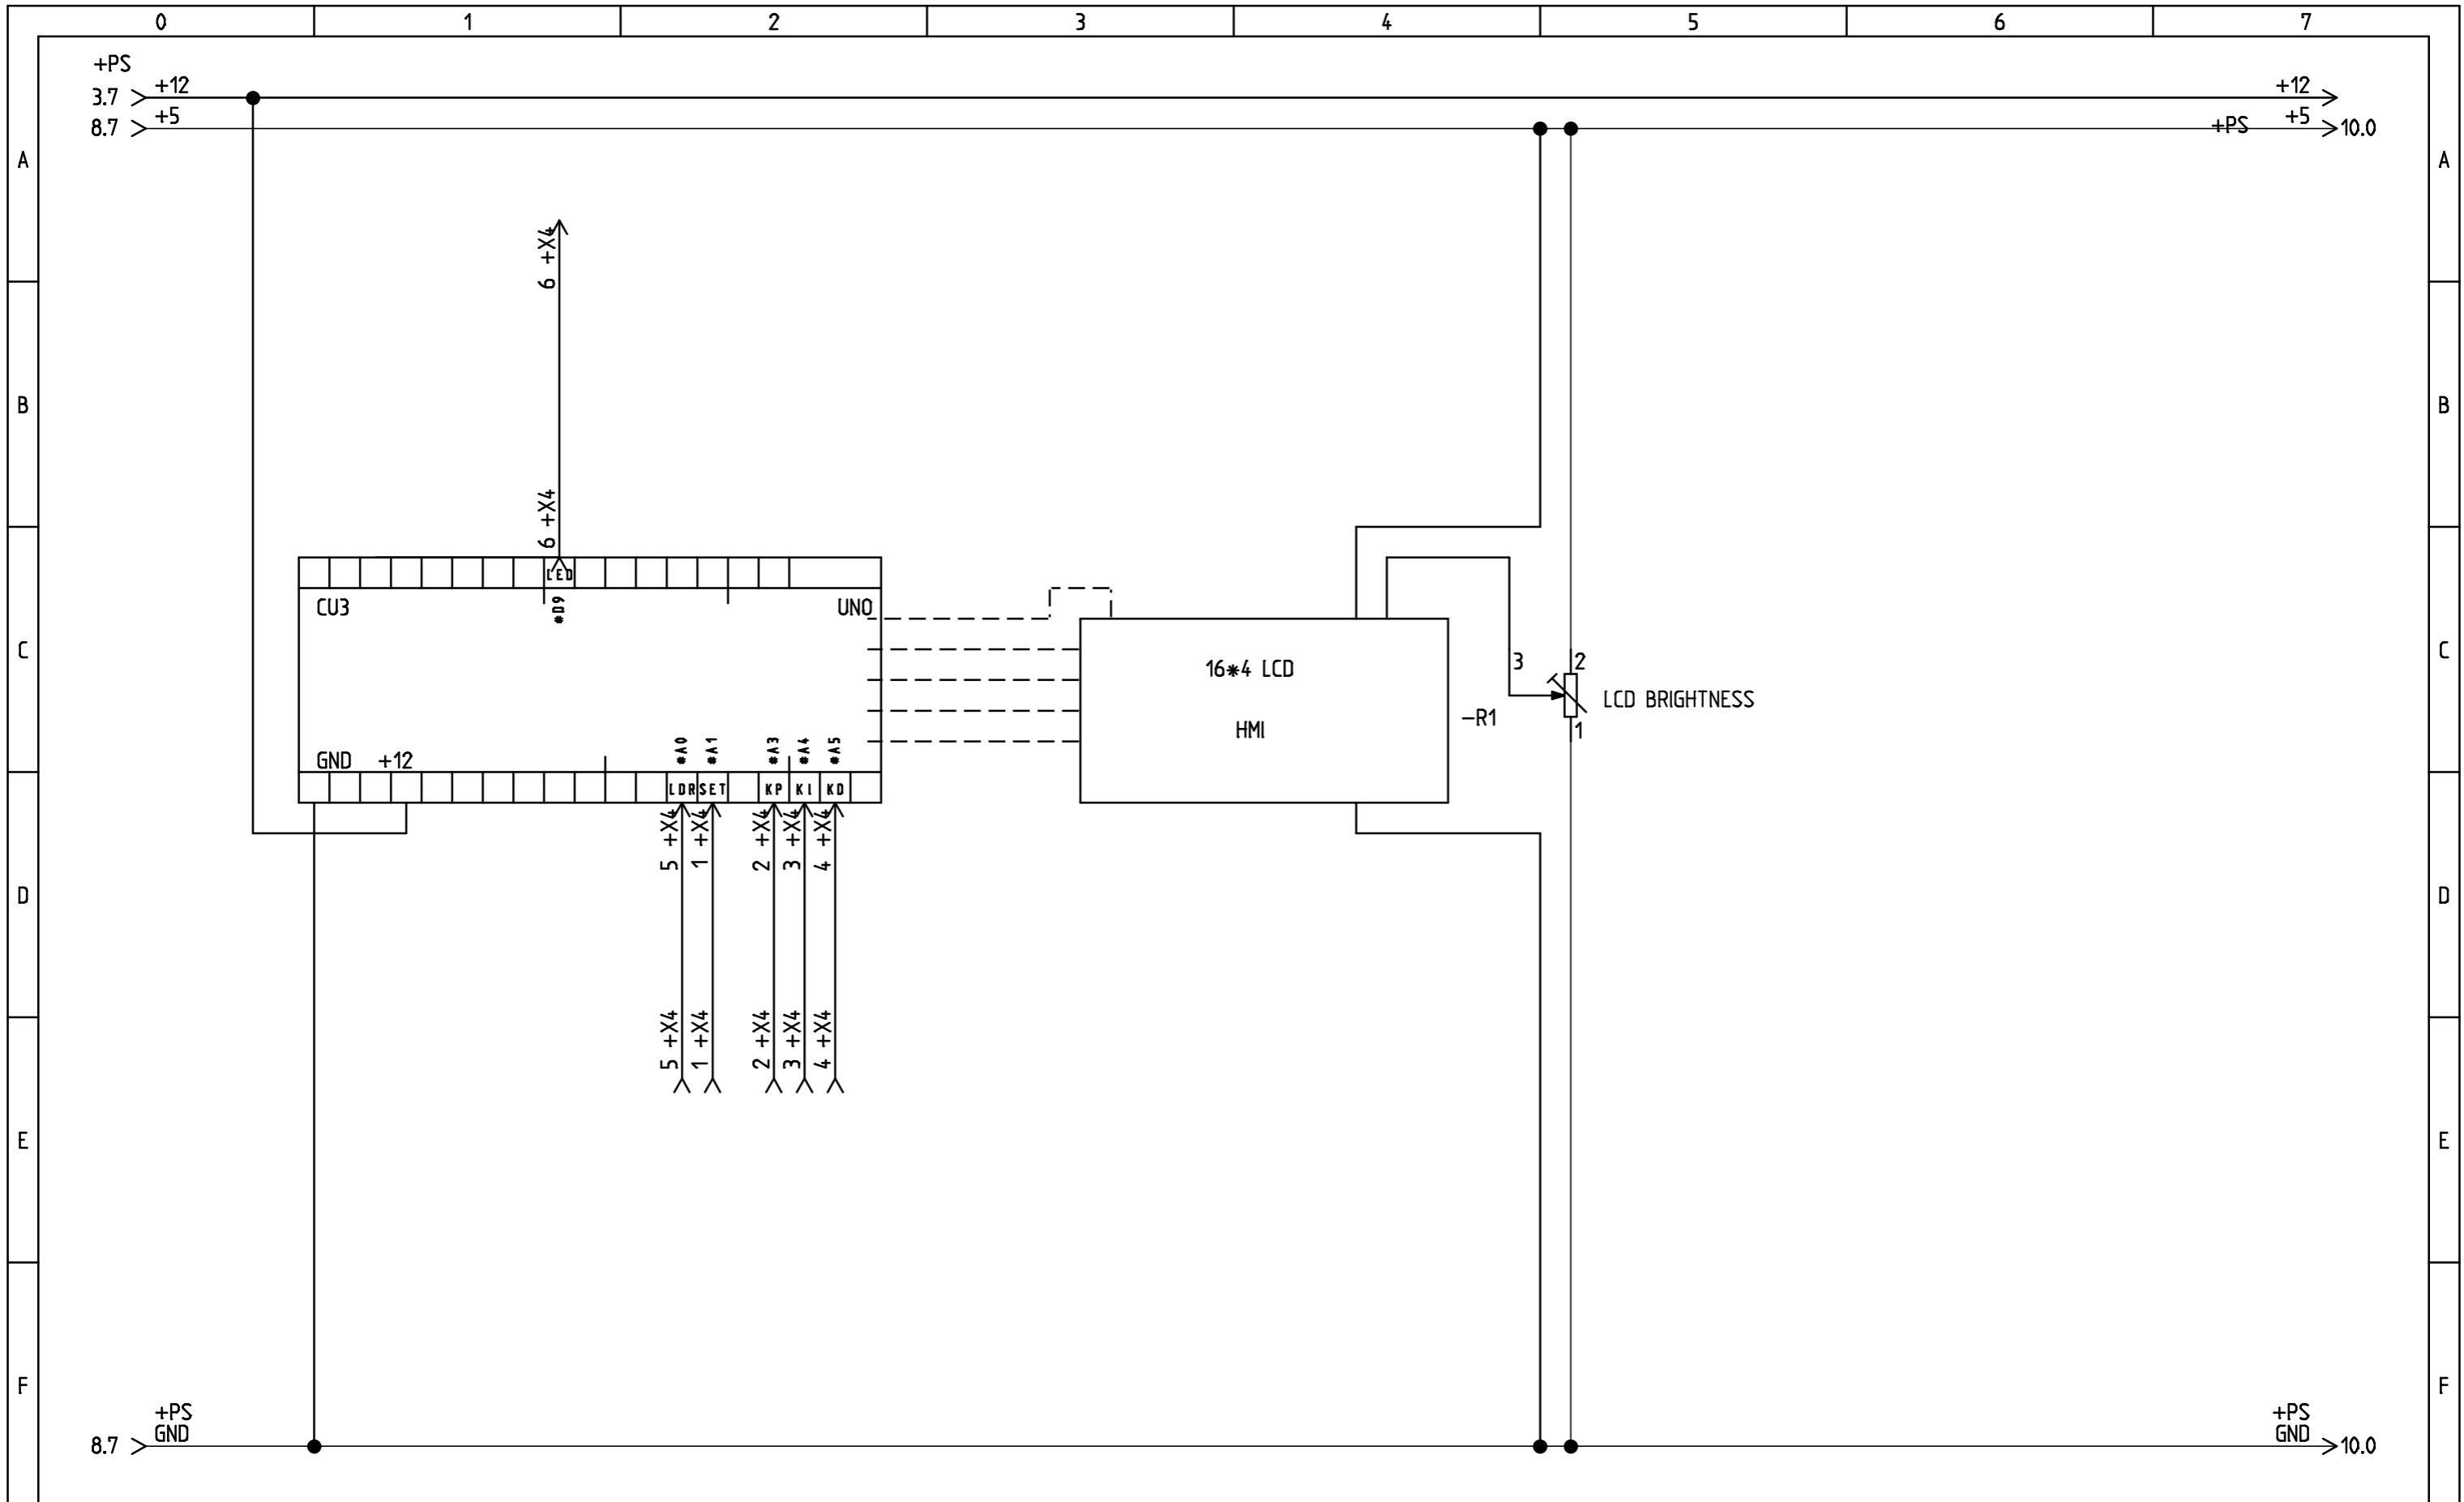 0 1 2 3 4 5 6 7
+PS
3.7 +12 +12
8.7 +5 +PS +5 10.0
A A
6 +X4
B B
6 +X4
LED
CU3 #D9 UNO
C C
16*4 LCD
3 2
LCD BRIGHTNESS
-R1
HMI 1
GND +12 #A0 #A1 #A3 #A4 #A5
LDR SET KP KI KD
5 +X4 1 +X4 2 +X4 3 +X4 4 +X4
D D
5 +X4 1 +X4 2 +X4 3 +X4 4 +X4
E E
F F
+PS +PS
GND GND
8.7 10.0